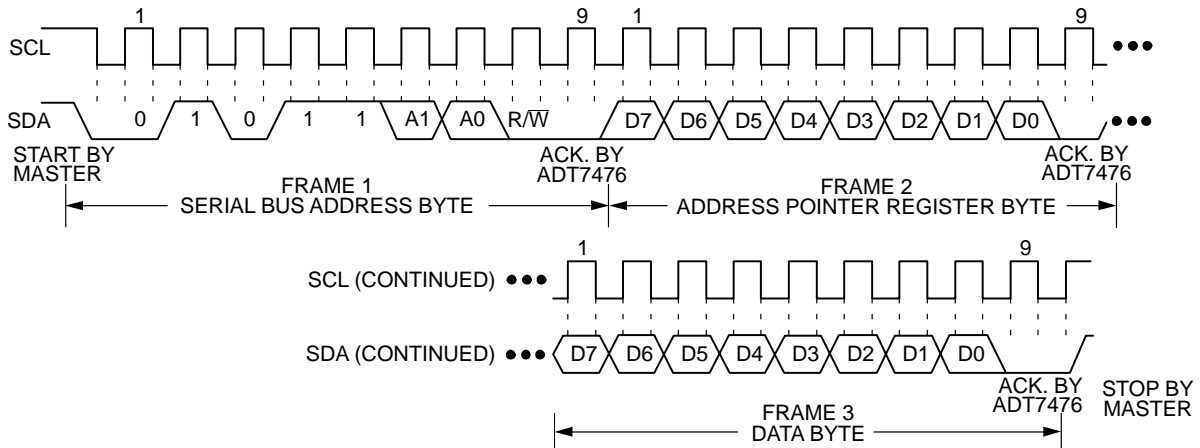 1 9 1 9
SCL
SDA 0 1 0 1 1 A1 A0 R/W̅ D7 D6 D5 D4 D3 D2 D1 D0
START BY
MASTER
ACK. BY
ADT7476
ACK. BY
ADT7476
FRAME 1
SERIAL BUS ADDRESS BYTE
FRAME 2
ADDRESS POINTER REGISTER BYTE
1 9
SCL (CONTINUED)
SDA (CONTINUED) D7 D6 D5 D4 D3 D2 D1 D0
ACK. BY
ADT7476
STOP BY
MASTER
FRAME 3
DATA BYTE